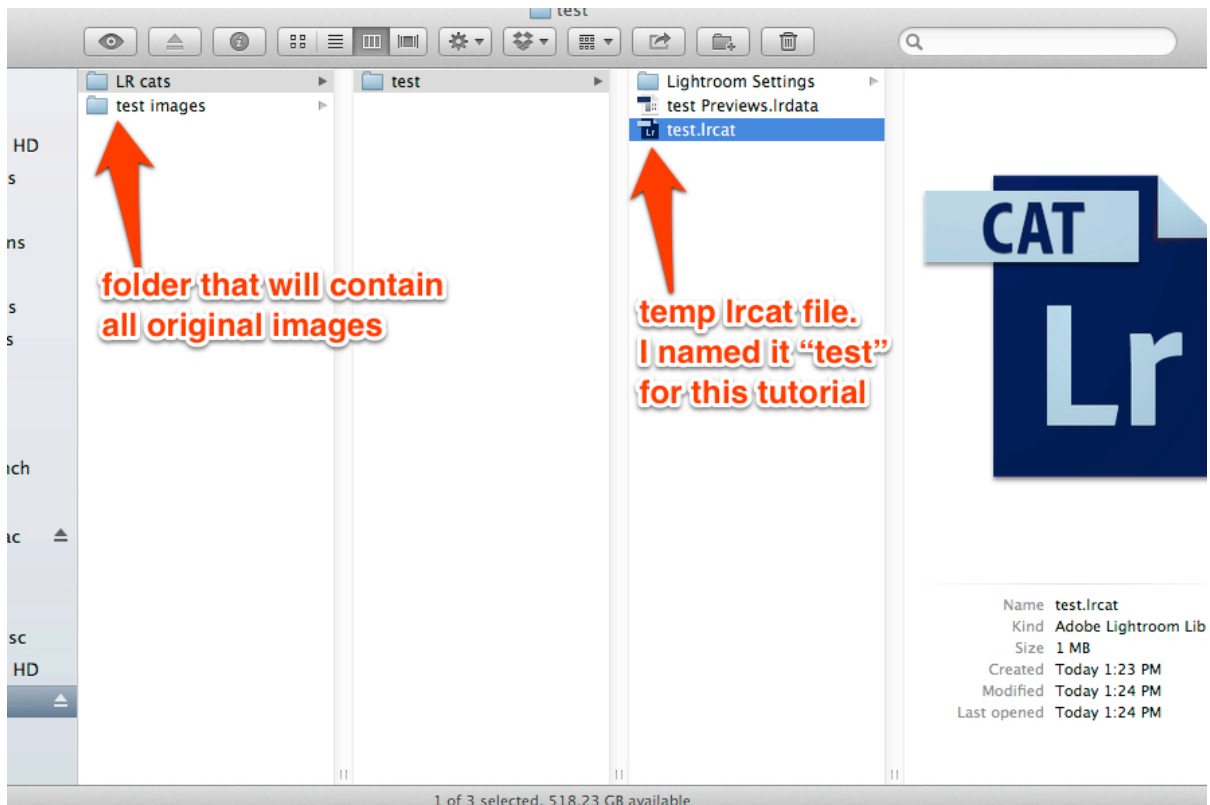 test
LR cats
test images
test
Lightroom Settings
test Previews.lrdata
test.lrcat
HD
s
ns
s
s
ich
ac
sc
HD
folder that will contain
all original images
temp lrcat file.
I named it “test”
for this tutorial
CAT
Lr
Name test.lrcat
Kind Adobe Lightroom Lib
Size 1 MB
Created Today 1:23 PM
Modified Today 1:24 PM
Last opened Today 1:24 PM
1 of 3 selected, 518.23 GB available